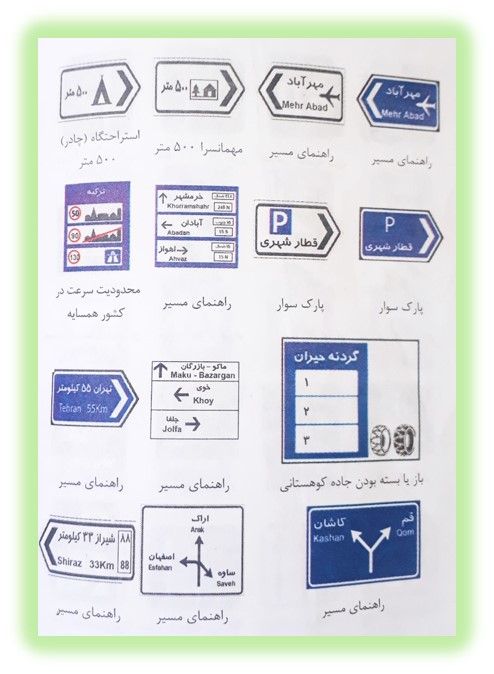 مهرآباد
Mehr Abad
راهنمای مسیر
مهرآباد
Mehr Abad
راهنمای مسیر
۵۰۰ متر
مهمانسرا ۵۰۰ متر
۵۰۰ متر
استراحتگاه (چادر)
۵۰۰ متر
P
قطار شهری
پارک سوار
P
قطار شهری
پارک سوار
خرمشهر
Khorramshahr
آبادان
Abadan
اهواز
Ahvaz
راهنمای مسیر
ترکیه
50
90
130
محدودیت سرعت در
کشور همسایه
گردنه حیران
۱
۲
۳
باز یا بسته بودن جاده کوهستانی
ماکو - بازرگان
Maku - Bazargan
خوی
Khoy
جلفا
Jolfa
راهنمای مسیر
تهران ۵۵ کیلومتر
Tehran 55Km
راهنمای مسیر
قم
Qom
کاشان
Kashan
راهنمای مسیر
اراک
Arak
اصفهان
Esfahan
ساوه
Saveh
راهنمای مسیر
۸۸ شیراز ۳۳ کیلومتر
Shiraz 33Km 88
راهنمای مسیر